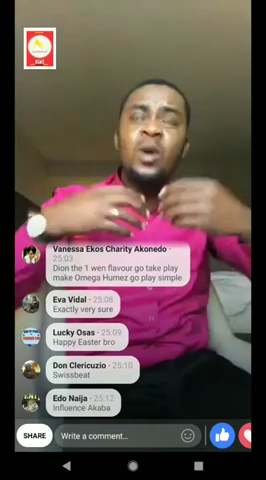 Vanessa Ekos Charity Akonedo ·
25:03
Dion the 1 wen flavour go take play
make Omega Humez go play simple
Eva Vidal · 25:08
Exactly very sure
Lucky Osas · 25:09
Happy Easter bro
Don Clericuzio · 25:10
Swissbeat
Edo Naija · 25:12
Influence Akaba
SHARE
Write a comment...